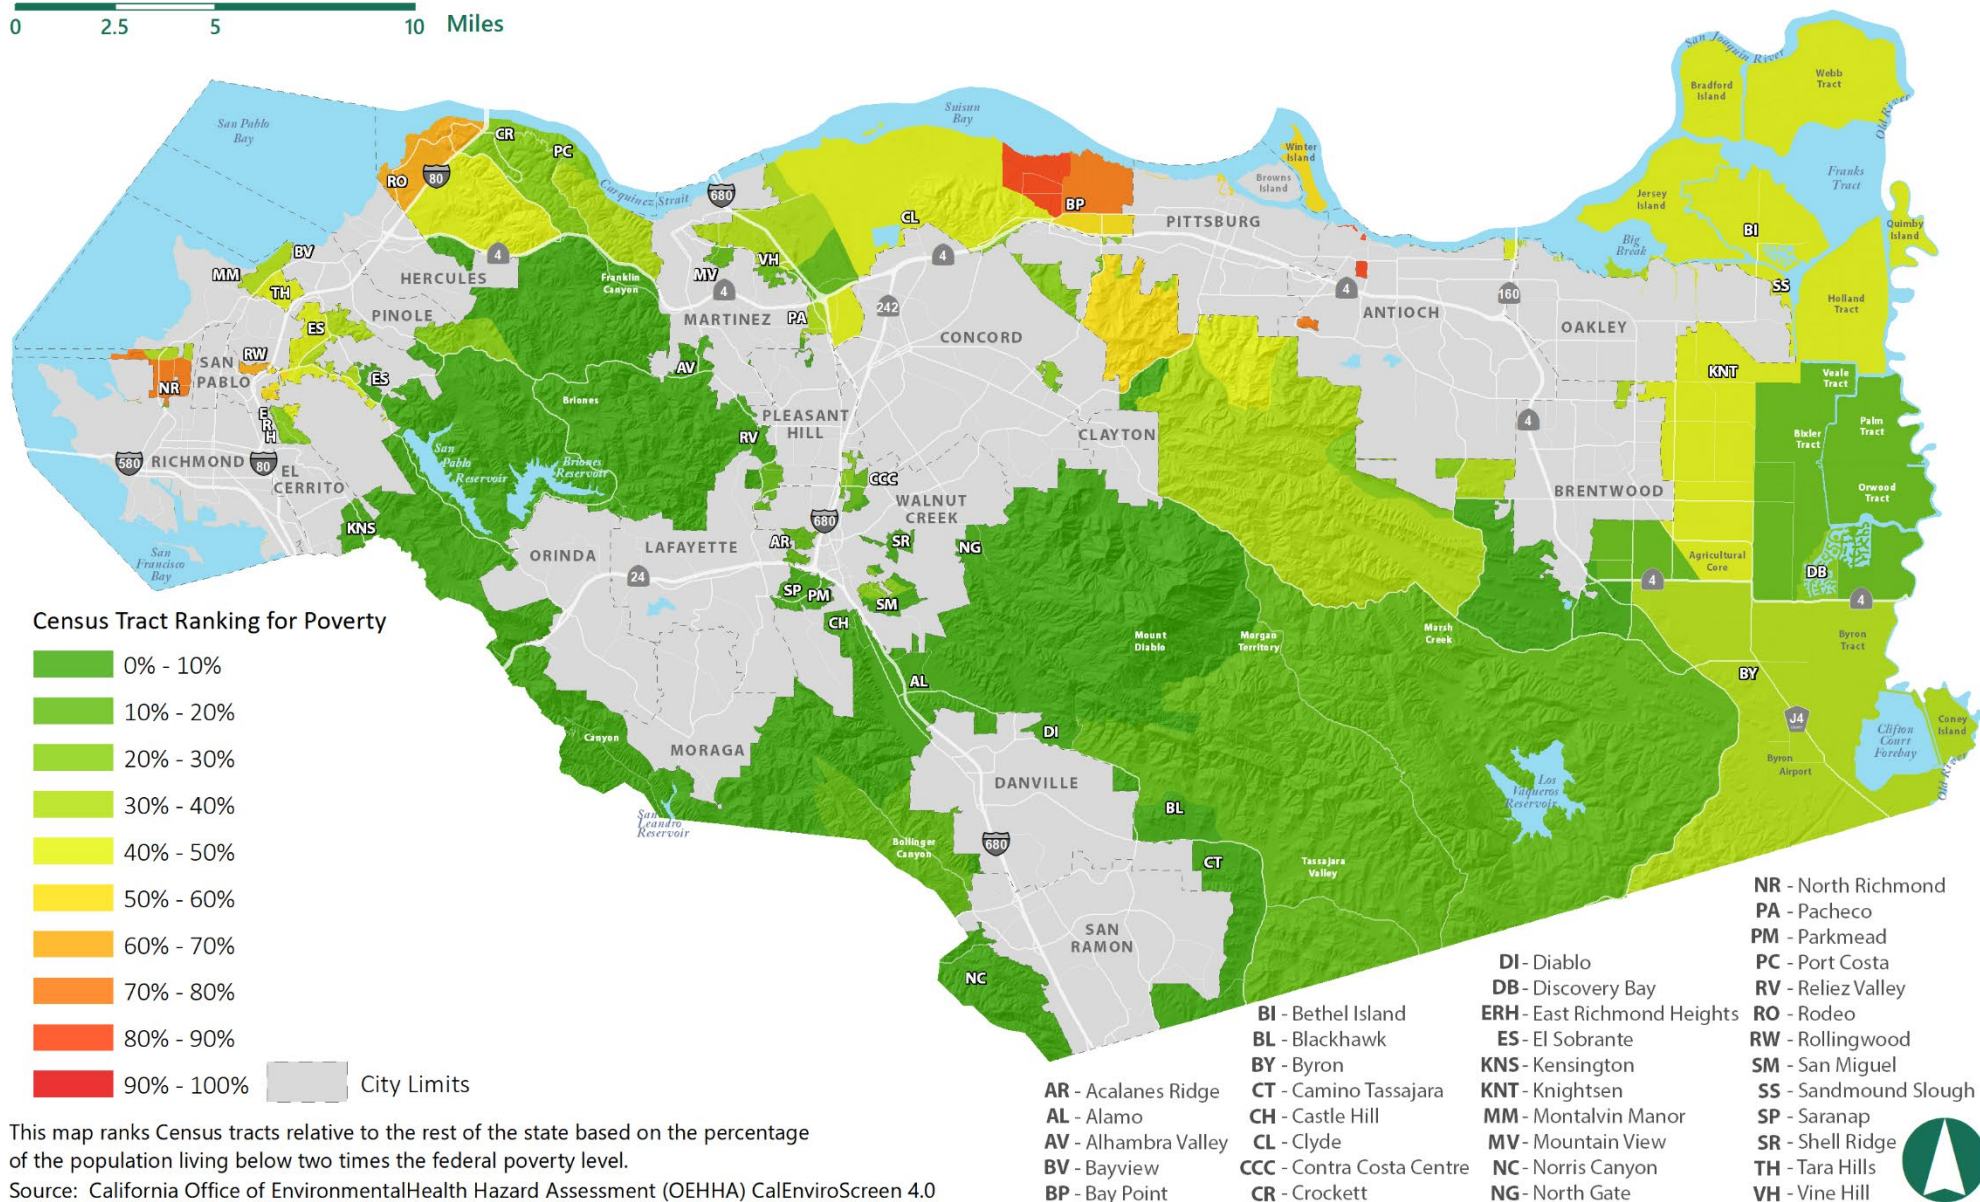 0 2.5 5 10 Miles
San Joaquin River
Webb
Tract
Bradford
Island
Old River
San Pablo
Bay
Suisun
Bay
CR
PC
RO
80
Carquinez Strait
680
Winter
Island
Browns
Island
Franks
Tract
Jersey
Island
BP
PITTSBURG
CL
BI
Quimby
Island
Big
Break
BV
MM
HERCULES
4
Franklin
Canyon
MV
VH
4
4
TH
PINOLE
ES
MARTINEZ
PA
242
CONCORD
4
ANTIOCH
160
OAKLEY
SS
Holland
Tract
SAN
PABLO
RW
NR
ES
AV
Briones
KNT
Veale
Tract
E
R
H
PLEASANT
HILL
RV
CLAYTON
4
Bixler
Tract
Palm
Tract
580
RICHMOND
80
EL
CERRITO
San
Pablo
Reservoir
Briones
Reservoir
CCC
WALNUT
CREEK
BRENTWOOD
Orwood
Tract
KNS
680
San
Francisco
Bay
ORINDA
LAFAYETTE
AR
SR
NG
Agricultural
Core
24
SP
PM
SM
4
DB
4
CH
Mount
Diablo
Morgan
Territory
Marsh
Creek
Byron
Tract
AL
BY
Canyon
MORAGA
DI
J4
Clifton
Court
Forebay
Coney
Island
DANVILLE
Byron
Airport
Los
Vaqueros
Reservoir
Old River
San
Leandro
Reservoir
BL
Bollinger
Canyon
680
CT
Tassajara
Valley
SAN
RAMON
NC
Census Tract Ranking for Poverty
0% - 10%
10% - 20%
20% - 30%
30% - 40%
40% - 50%
50% - 60%
60% - 70%
70% - 80%
80% - 90%
90% - 100%
City Limits
This map ranks Census tracts relative to the rest of the state based on the percentage
of the population living below two times the federal poverty level.
Source: California Office of EnvironmentalHealth Hazard Assessment (OEHHA) CalEnviroScreen 4.0
AR - Acalanes Ridge
AL - Alamo
AV - Alhambra Valley
BV - Bayview
BP - Bay Point
BI - Bethel Island
BL - Blackhawk
BY - Byron
CT - Camino Tassajara
CH - Castle Hill
CL - Clyde
CCC - Contra Costa Centre
CR - Crockett
DI - Diablo
DB - Discovery Bay
ERH - East Richmond Heights
ES - El Sobrante
KNS - Kensington
KNT - Knightsen
MM - Montalvin Manor
MV - Mountain View
NC - Norris Canyon
NG - North Gate
NR - North Richmond
PA - Pacheco
PM - Parkmead
PC - Port Costa
RV - Reliez Valley
RO - Rodeo
RW - Rollingwood
SM - San Miguel
SS - Sandmound Slough
SP - Saranap
SR - Shell Ridge
TH - Tara Hills
VH - Vine Hill